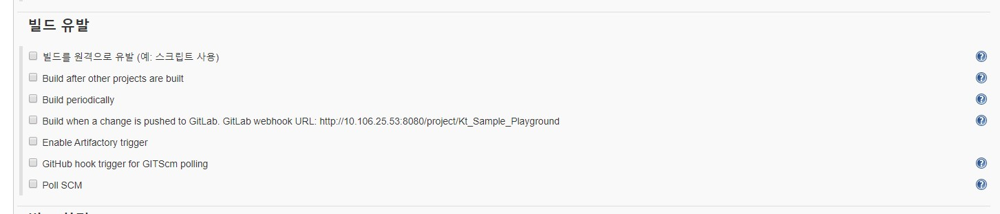 빌드 유발
빌드를 원격으로 유발 (예: 스크립트 사용)
Build after other projects are built
Build periodically
Build when a change is pushed to GitLab. GitLab webhook URL: http://10.106.25.53:8080/project/Kt_Sample_Playground
Enable Artifactory trigger
GitHub hook trigger for GITScm polling
Poll SCM